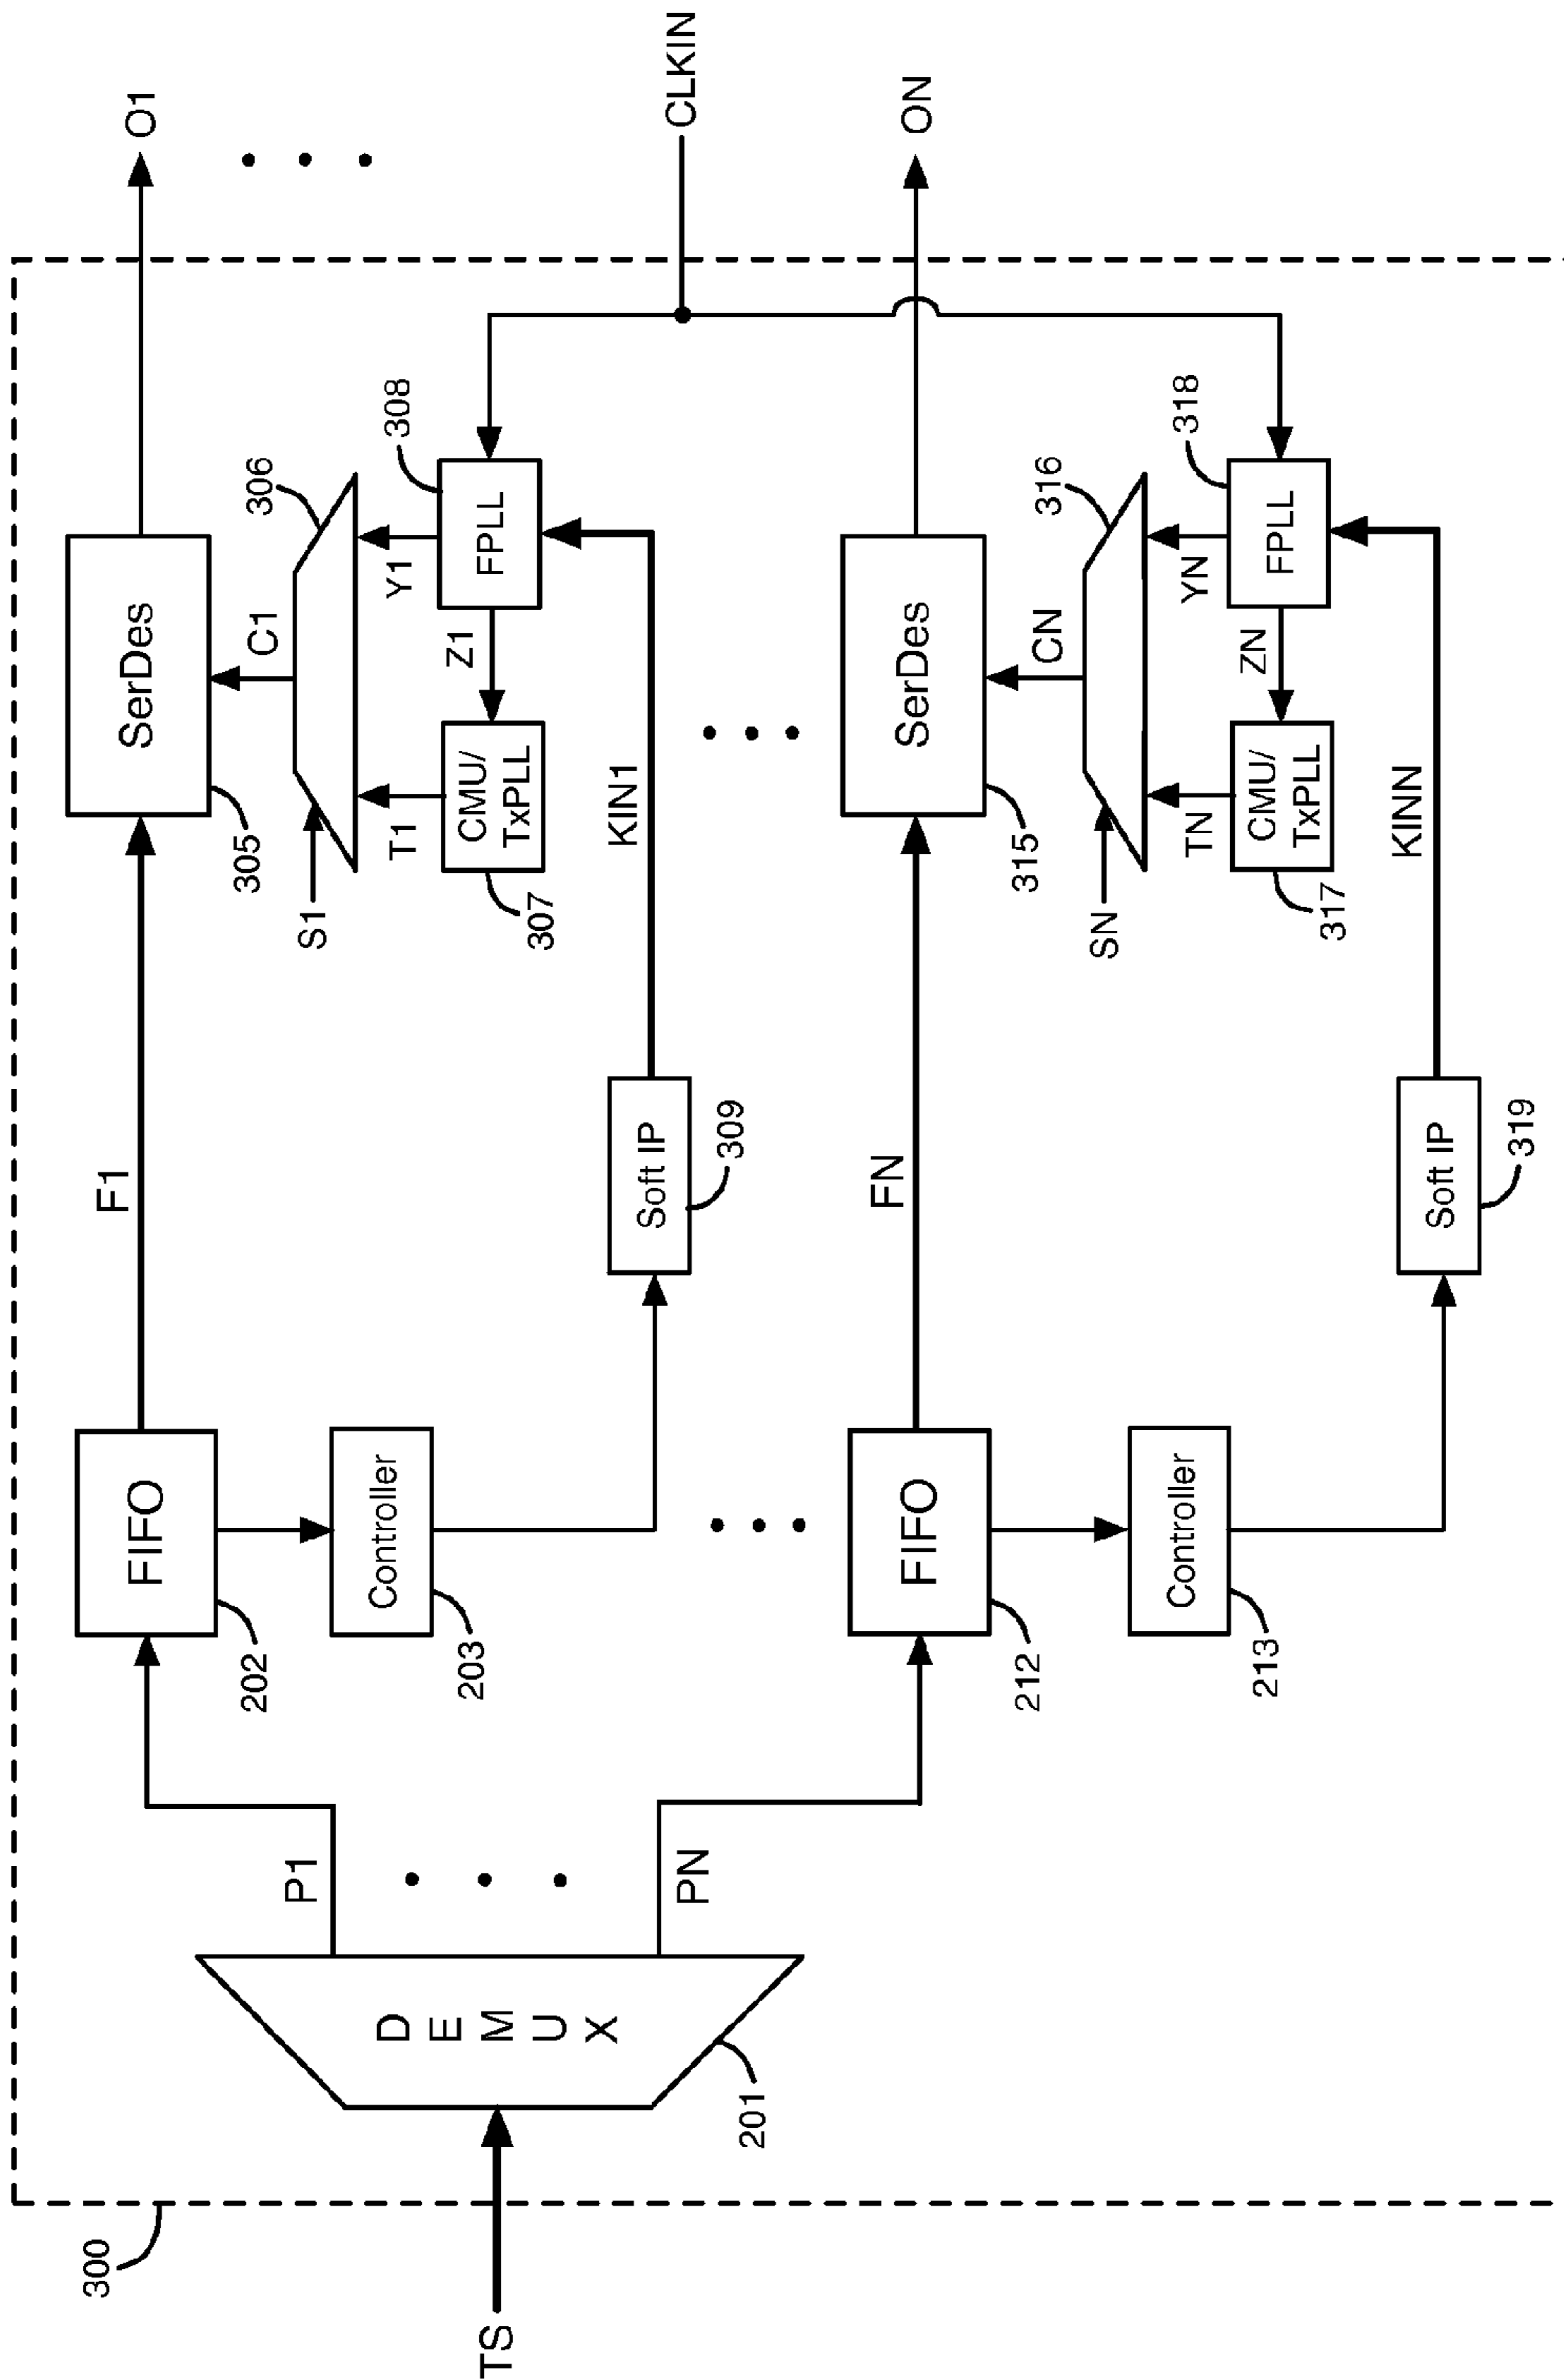 300
TS
D
E
M
U
X
201
P1
PN
FIFO
202
Controller
203
F1
Soft IP
309
KIN1
SerDes
305
C1
S1
306
T1
Y1
CMU/
TxPLL
307
Z1
FPLL
308
O1
CLKIN
FIFO
212
Controller
213
FN
Soft IP
319
KINN
SerDes
315
CN
SN
316
TN
YN
CMU/
TxPLL
317
ZN
FPLL
318
ON